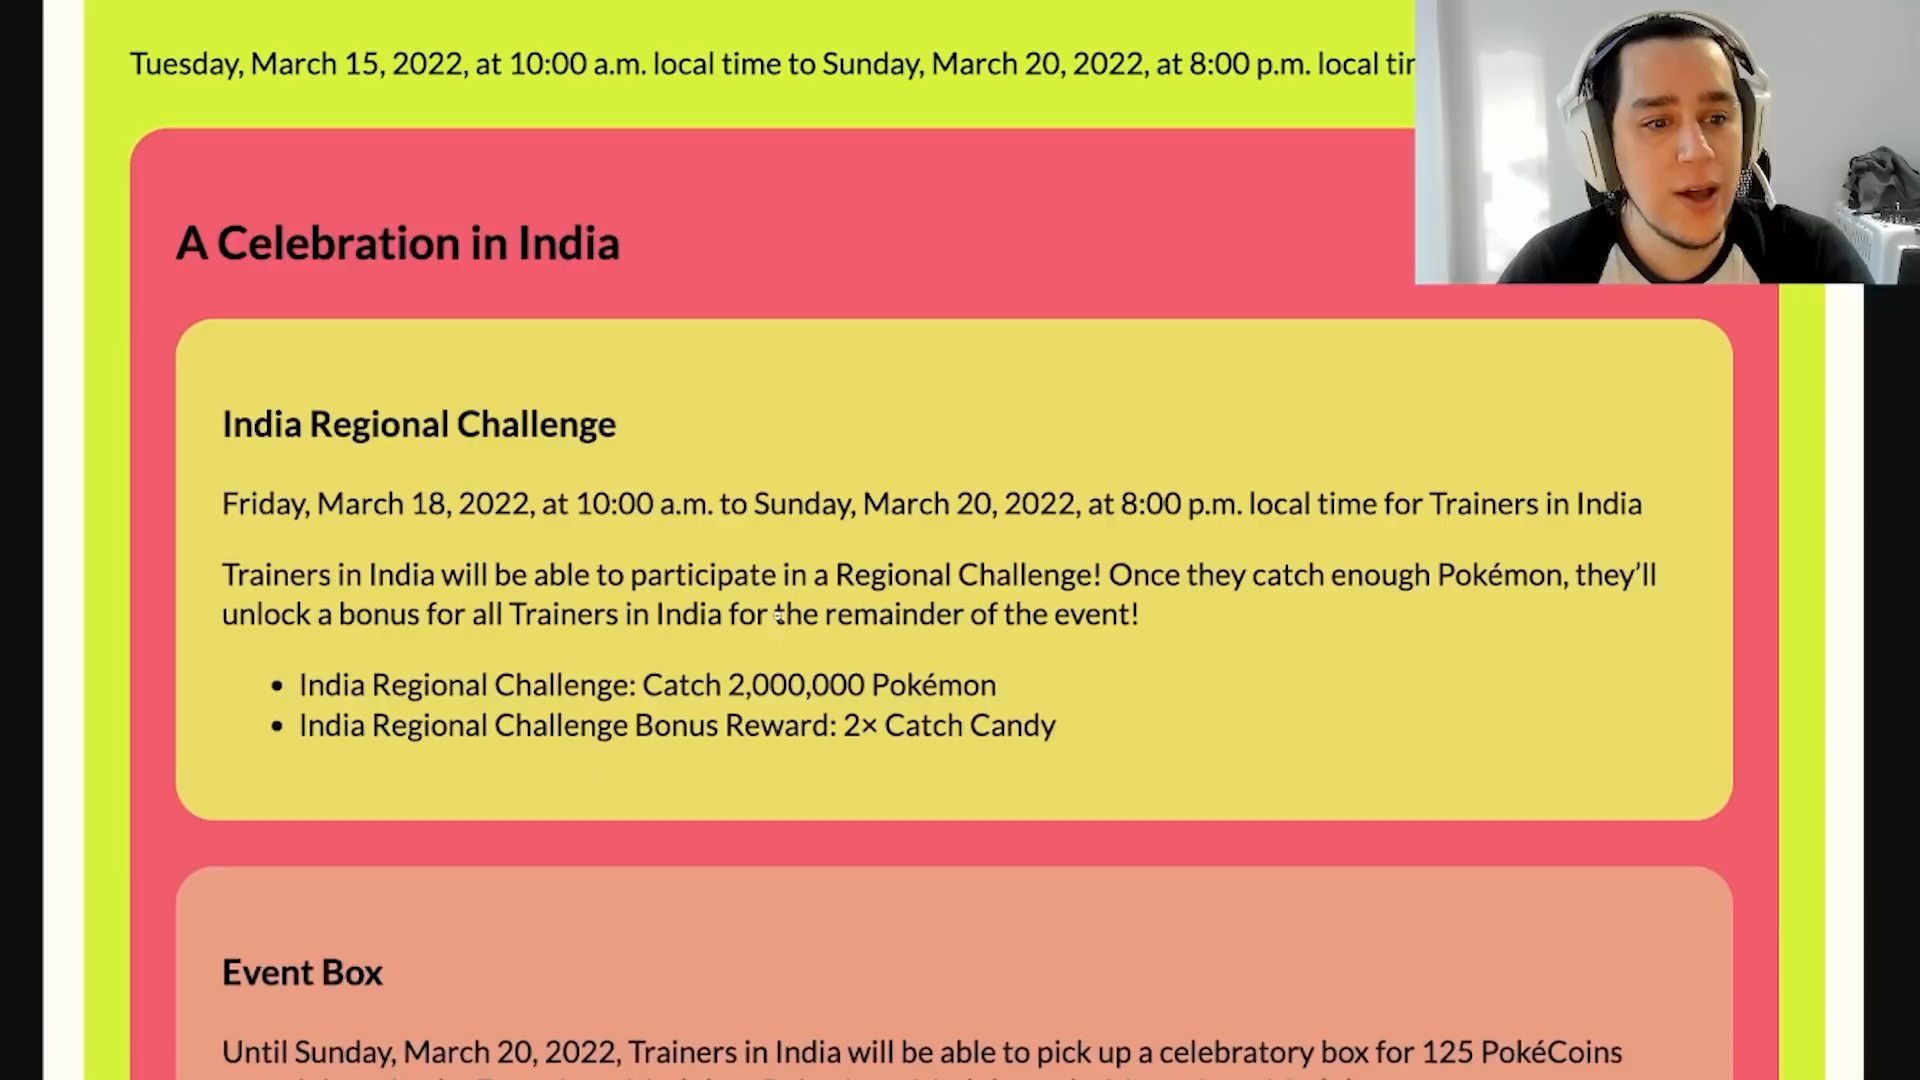 Tuesday, March 15, 2022, at 10:00 a.m. local time to Sunday, March 20, 2022, at 8:00 p.m. local
A Celebration in India
India Regional Challenge
Friday, March 18, 2022, at 10:00 a.m. to Sunday, March 20, 2022, at 8:00 p.m. local time for Trainers in India
Trainers in India will be able to participate in a Regional Challenge! Once they catch enough Pokémon, they’ll
unlock a bonus for all Trainers in India for the remainder of the event!
• India Regional Challenge: Catch 2,000,000 Pokémon
• India Regional Challenge Bonus Reward: 2× Catch Candy
Event Box
Until Sunday, March 20, 2022, Trainers in India will be able to pick up a celebratory box for 125 PokéCoins